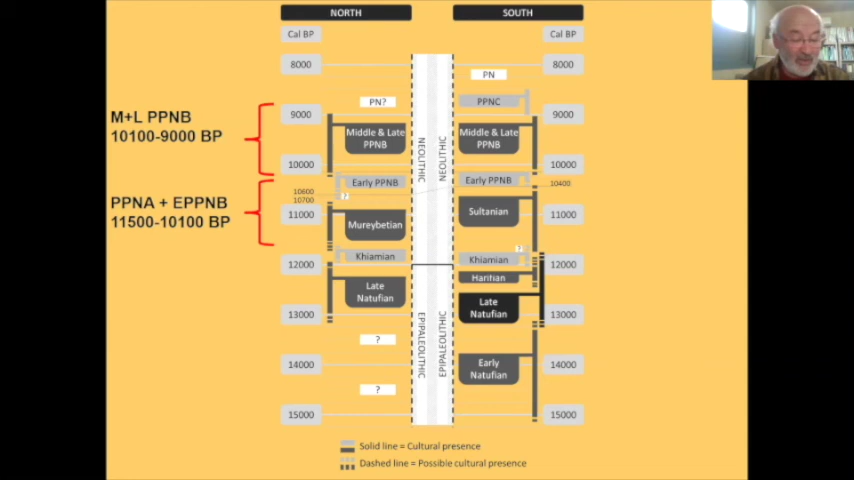 NORTH
SOUTH
Cal BP
Cal BP
8000
8000
PN
PN?
PPNC
9000
9000
M+L PPNB
10100-9000 BP
Middle & Late
PPNB
Middle & Late
PPNB
NEOLITHIC
NEOLITHIC
10000
10000
Early PPNB
Early PPNB
10600
10400
?
10700
PPNA + EPPNB
11500-10100 BP
11000
11000
Sultanian
Mureybetian
?
Khiamian
Khiamian
12000
12000
Harifian
Late
Natufian
Late
Natufian
13000
13000
EPIPALEOLITHIC
EPIPALEOLITHIC
?
14000
14000
Early
Natufian
?
15000
15000
Solid line = Cultural presence
Dashed line = Possible cultural presence